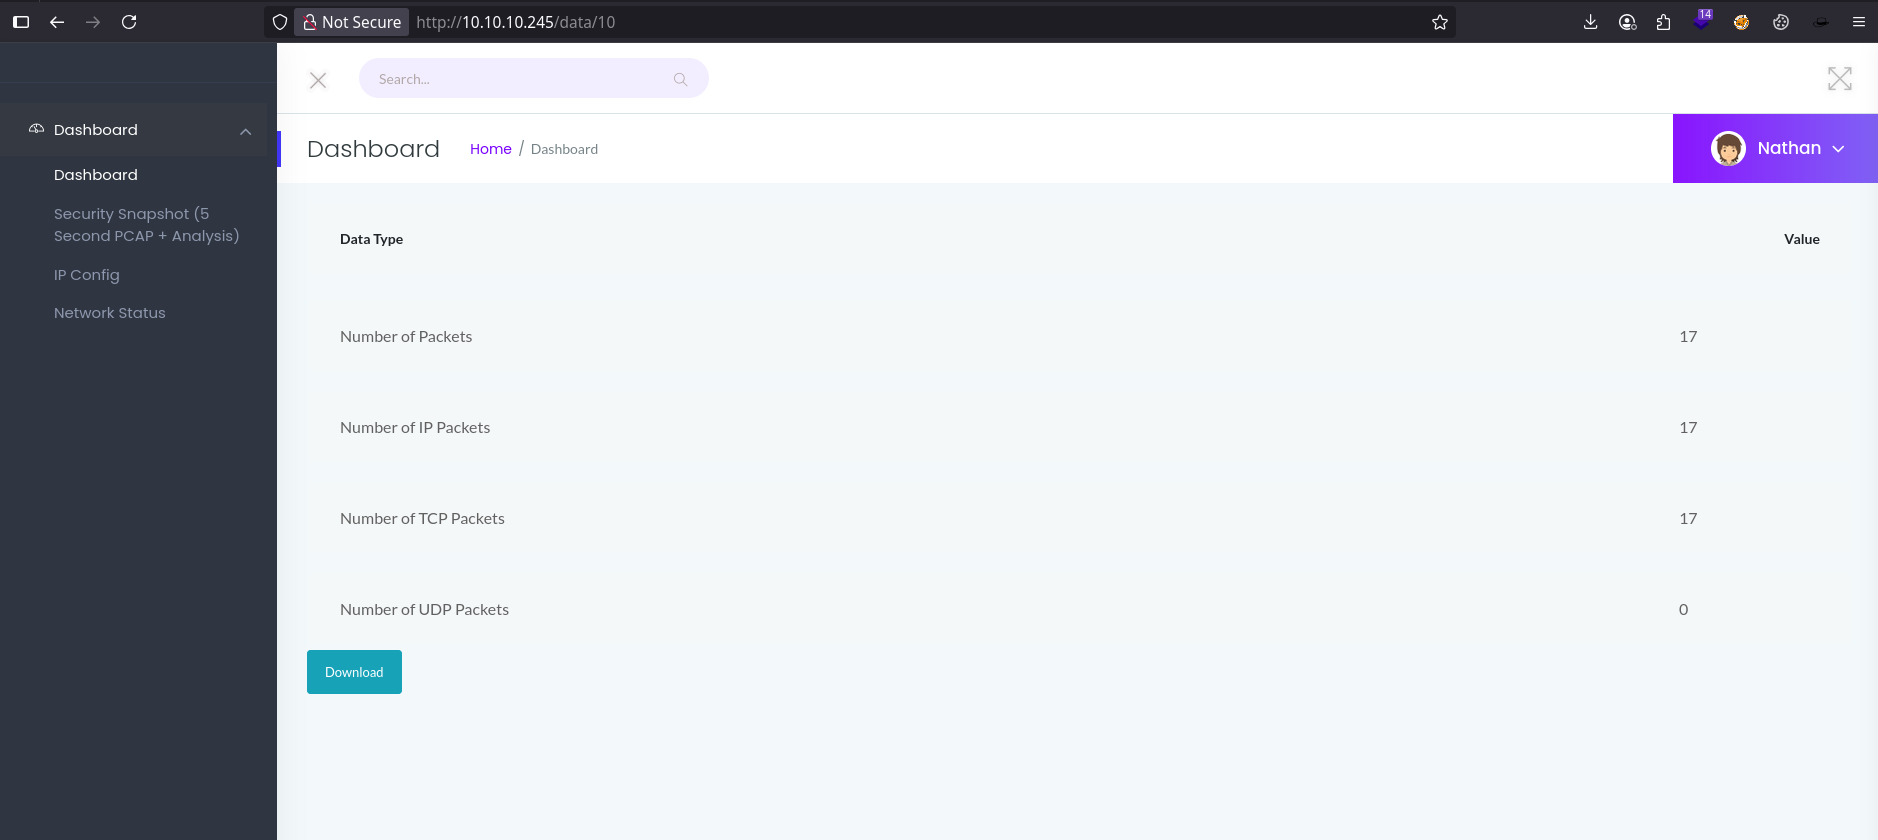 Not Secure http://10.10.10.245/data/10
14
Search...
Dashboard
Dashboard
Security Snapshot (5
Second PCAP + Analysis)
IP Config
Network Status
Dashboard Home / Dashboard
Nathan
Data Type Value
Number of Packets 17
Number of IP Packets 17
Number of TCP Packets 17
Number of UDP Packets 0
Download